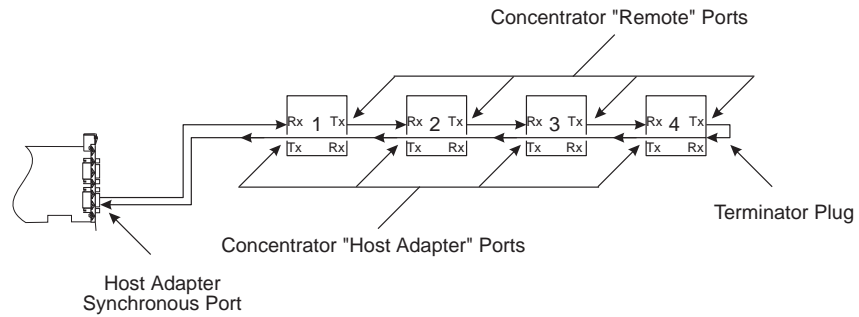 Concentrator "Remote" Ports
Rx 1 Tx Rx 2 Tx Rx 3 Tx Rx 4 Tx
Tx Rx Tx Rx Tx Rx Tx Rx
Terminator Plug
Concentrator "Host Adapter" Ports
Host Adapter
Synchronous Port